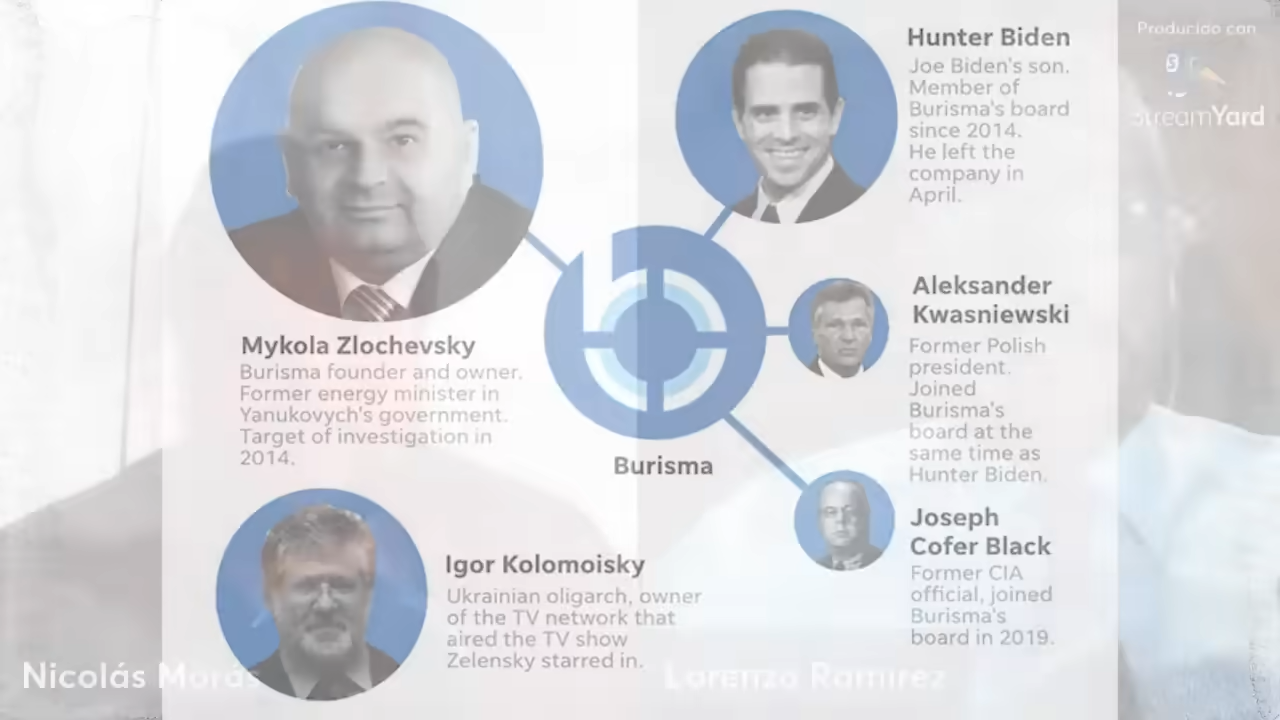 Producido con
StreamYard
Hunter Biden
Joe Biden's son.
Member of
Burisma's board
since 2014.
He left the
company in
April.
Mykola Zlochevsky
Burisma founder and owner.
Former energy minister in
Yanukovych's government.
Target of investigation in
2014.
Burisma
Aleksander
Kwasniewski
Former Polish
president.
Joined
Burisma's
board at the
same time as
Hunter Biden.
Joseph
Cofer Black
Former CIA
official, joined
Burisma's
board in 2019.
Igor Kolomoisky
Ukrainian oligarch, owner
of the TV network that
aired the TV show
Zelensky starred in.
Nicolás Morás
Lorenzo Ramirez